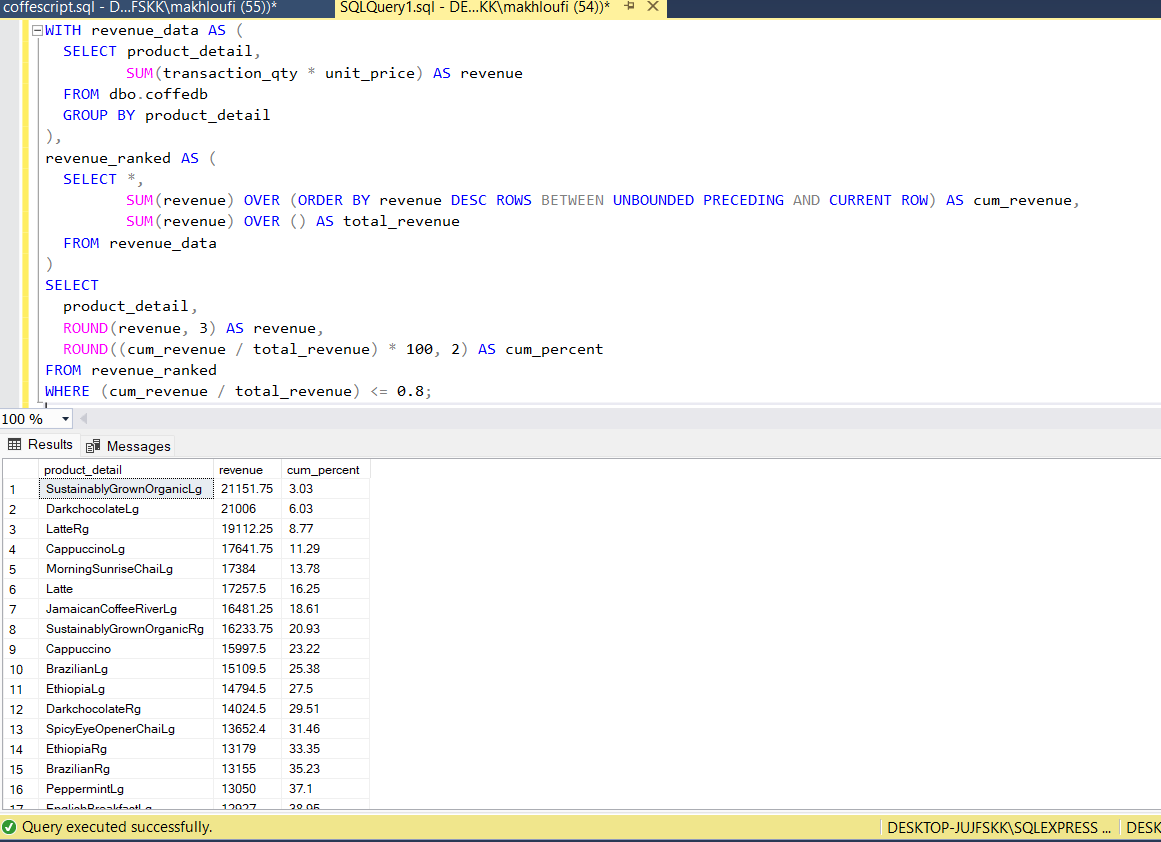 coffescript.sql - D...FSKK\makhloufi (55))*
SQLQuery1.sql - DE...KK\makhloufi (54))*
WITH revenue_data AS (
SELECT product_detail,
SUM(transaction_qty * unit_price) AS revenue
FROM dbo.coffedb
GROUP BY product_detail
),
revenue_ranked AS (
SELECT *,
SUM(revenue) OVER (ORDER BY revenue DESC ROWS BETWEEN UNBOUNDED PRECEDING AND CURRENT ROW) AS cum_revenue,
SUM(revenue) OVER () AS total_revenue
FROM revenue_data
)
SELECT
product_detail,
ROUND(revenue, 3) AS revenue,
ROUND((cum_revenue / total_revenue) * 100, 2) AS cum_percent
FROM revenue_ranked
WHERE (cum_revenue / total_revenue) <= 0.8;
100 %
Results Messages
product_detail revenue cum_percent
1 SustainablyGrownOrganicLg 21151.75 3.03
2 DarkchocolateLg 21006 6.03
3 LatteRg 19112.25 8.77
4 CappuccinoLg 17641.75 11.29
5 MorningSunriseChaiLg 17384 13.78
6 Latte 17257.5 16.25
7 JamaicanCoffeeRiverLg 16481.25 18.61
8 SustainablyGrownOrganicRg 16233.75 20.93
9 Cappuccino 15997.5 23.22
10 BrazilianLg 15109.5 25.38
11 EthiopiaLg 14794.5 27.5
12 DarkchocolateRg 14024.5 29.51
13 SpicyEyeOpenerChaiLg 13652.4 31.46
14 EthiopiaRg 13179 33.35
15 BrazilianRg 13155 35.23
16 PeppermintLg 13050 37.1
17 EnglishBreakfastLg 12927 38.95
Query executed successfully.
DESKTOP-JUJFSKK\SQLEXPRESS ... DESK